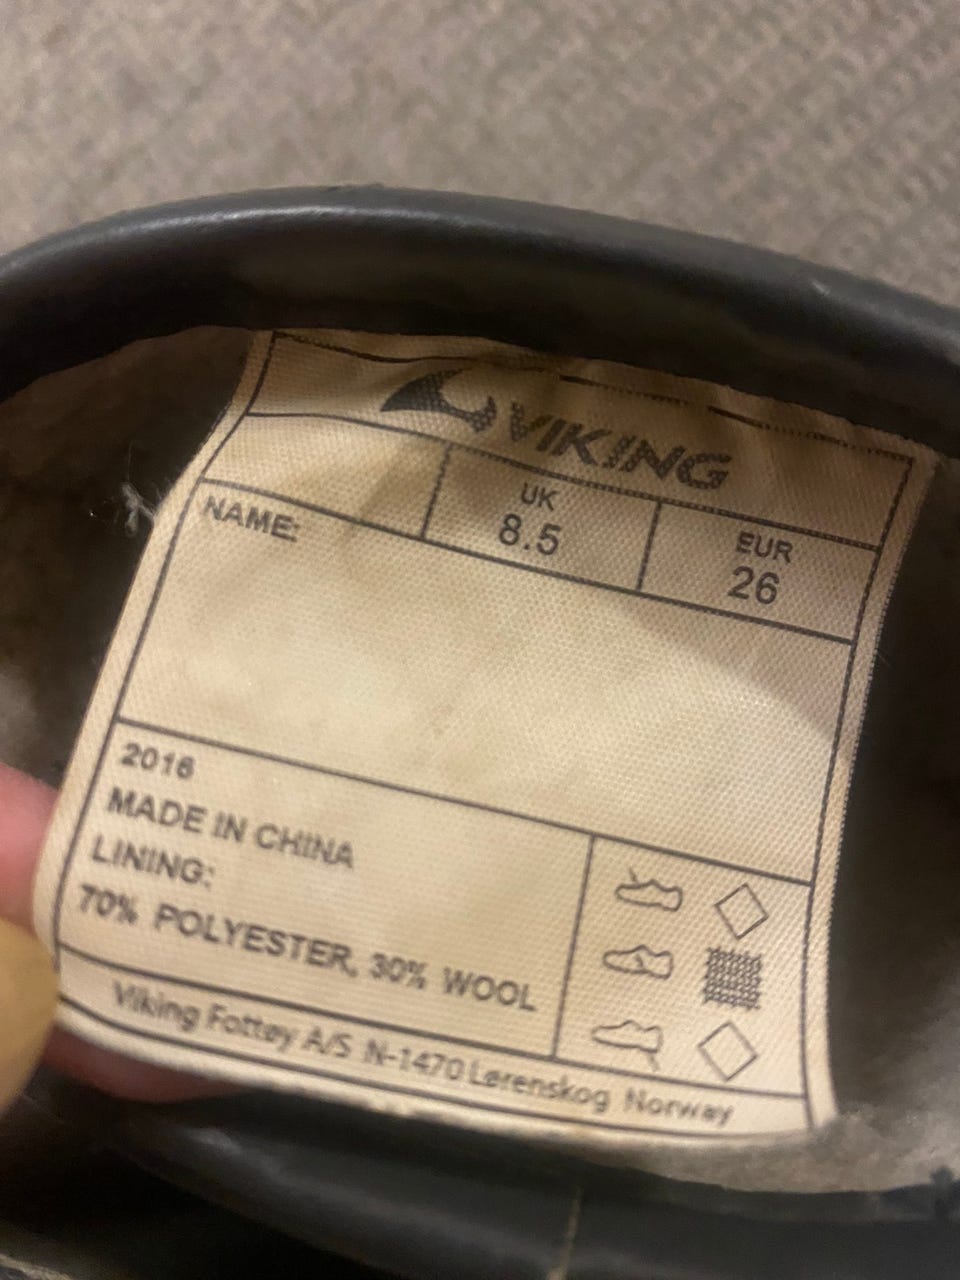 VIKING
UK
8.5
EUR
26
NAME:
2016
MADE IN CHINA
LINING:
70% POLYESTER, 30% WOOL
Viking Fottøy A/S N-1470 Lørenskog Norway